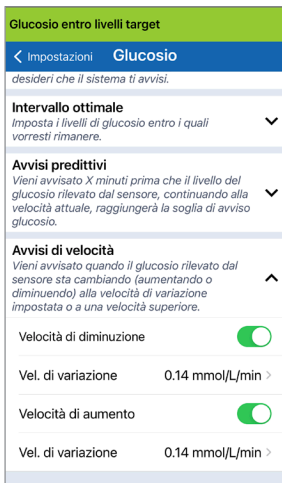 Glucosio entro livelli target
Impostazioni Glucosio
desideri che il sistema ti avvisi.
Intervallo ottimale
Imposta i livelli di glucosio entro i quali
vorresti rimanere.
Avvisi predittivi
Vieni avvisato X minuti prima che il livello del
glucosio rilevato dal sensore, continuando alla
velocità attuale, raggiungerà la soglia di avviso
glucosio.
Avvisi di velocità
Vieni avvisato quando il glucosio rilevato dal
sensore sta cambiando (aumentando o
diminuendo) alla velocità di variazione
impostata o a una velocità superiore.
Velocità di diminuzione
Vel. di variazione 0.14 mmol/L/min
Velocità di aumento
Vel. di variazione 0.14 mmol/L/min